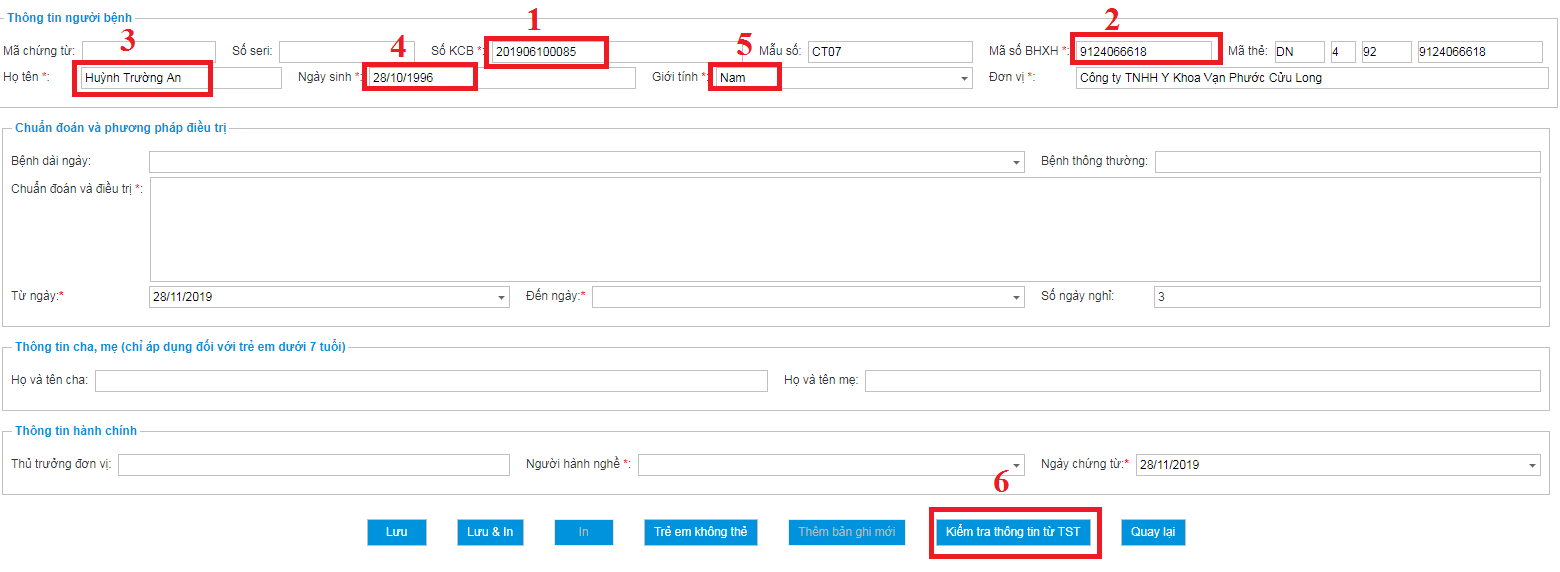 Thông tin người bệnh
1
2
3
4
5
Mã chứng từ: Số seri: Số KCB *: 201906100085 Mẫu số: CT07 Mã số BHXH *: 9124066618 Mã thẻ: DN 4 92 9124066618
Họ tên *: Huỳnh Trường An Ngày sinh *: 28/10/1996 Giới tính *: Nam Đơn vị *: Công ty TNHH Y Khoa Vạn Phước Cửu Long
Chuẩn đoán và phương pháp điều trị
Bệnh dài ngày: Bệnh thông thường:
Chuẩn đoán và điều trị *:
Từ ngày:* 28/11/2019 Đến ngày:* Số ngày nghỉ: 3
Thông tin cha, mẹ (chỉ áp dụng đối với trẻ em dưới 7 tuổi)
Họ và tên cha: Họ và tên mẹ:
Thông tin hành chính
Thủ trưởng đơn vị: Người hành nghề *: Ngày chứng từ:* 28/11/2019
6
Lưu Lưu & In In Trẻ em không thẻ Thêm bản ghi mới Kiểm tra thông tin từ TST Quay lại